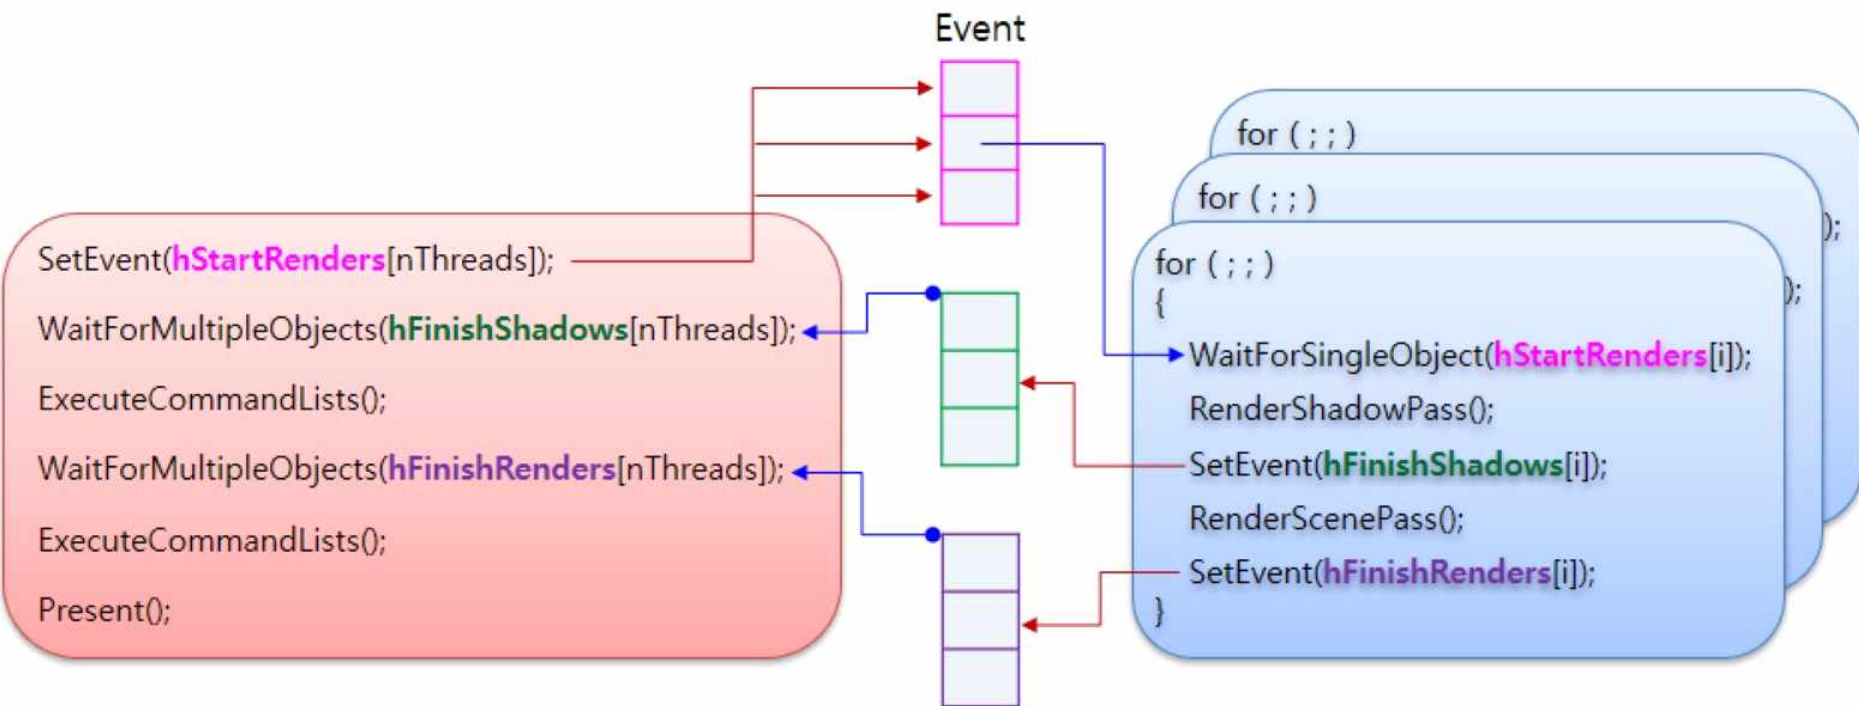 Event
SetEvent(hStartRenders[nThreads]);
WaitForMultipleObjects(hFinishShadows[nThreads]);
ExecuteCommandLists();
WaitForMultipleObjects(hFinishRenders[nThreads]);
ExecuteCommandLists();
Present();
for ( ; ; )
);
for ( ; ; )
);
for ( ; ; )
{
WaitForSingleObject(hStartRenders[i]);
RenderShadowPass();
SetEvent(hFinishShadows[i]);
RenderScenePass();
SetEvent(hFinishRenders[i]);
}